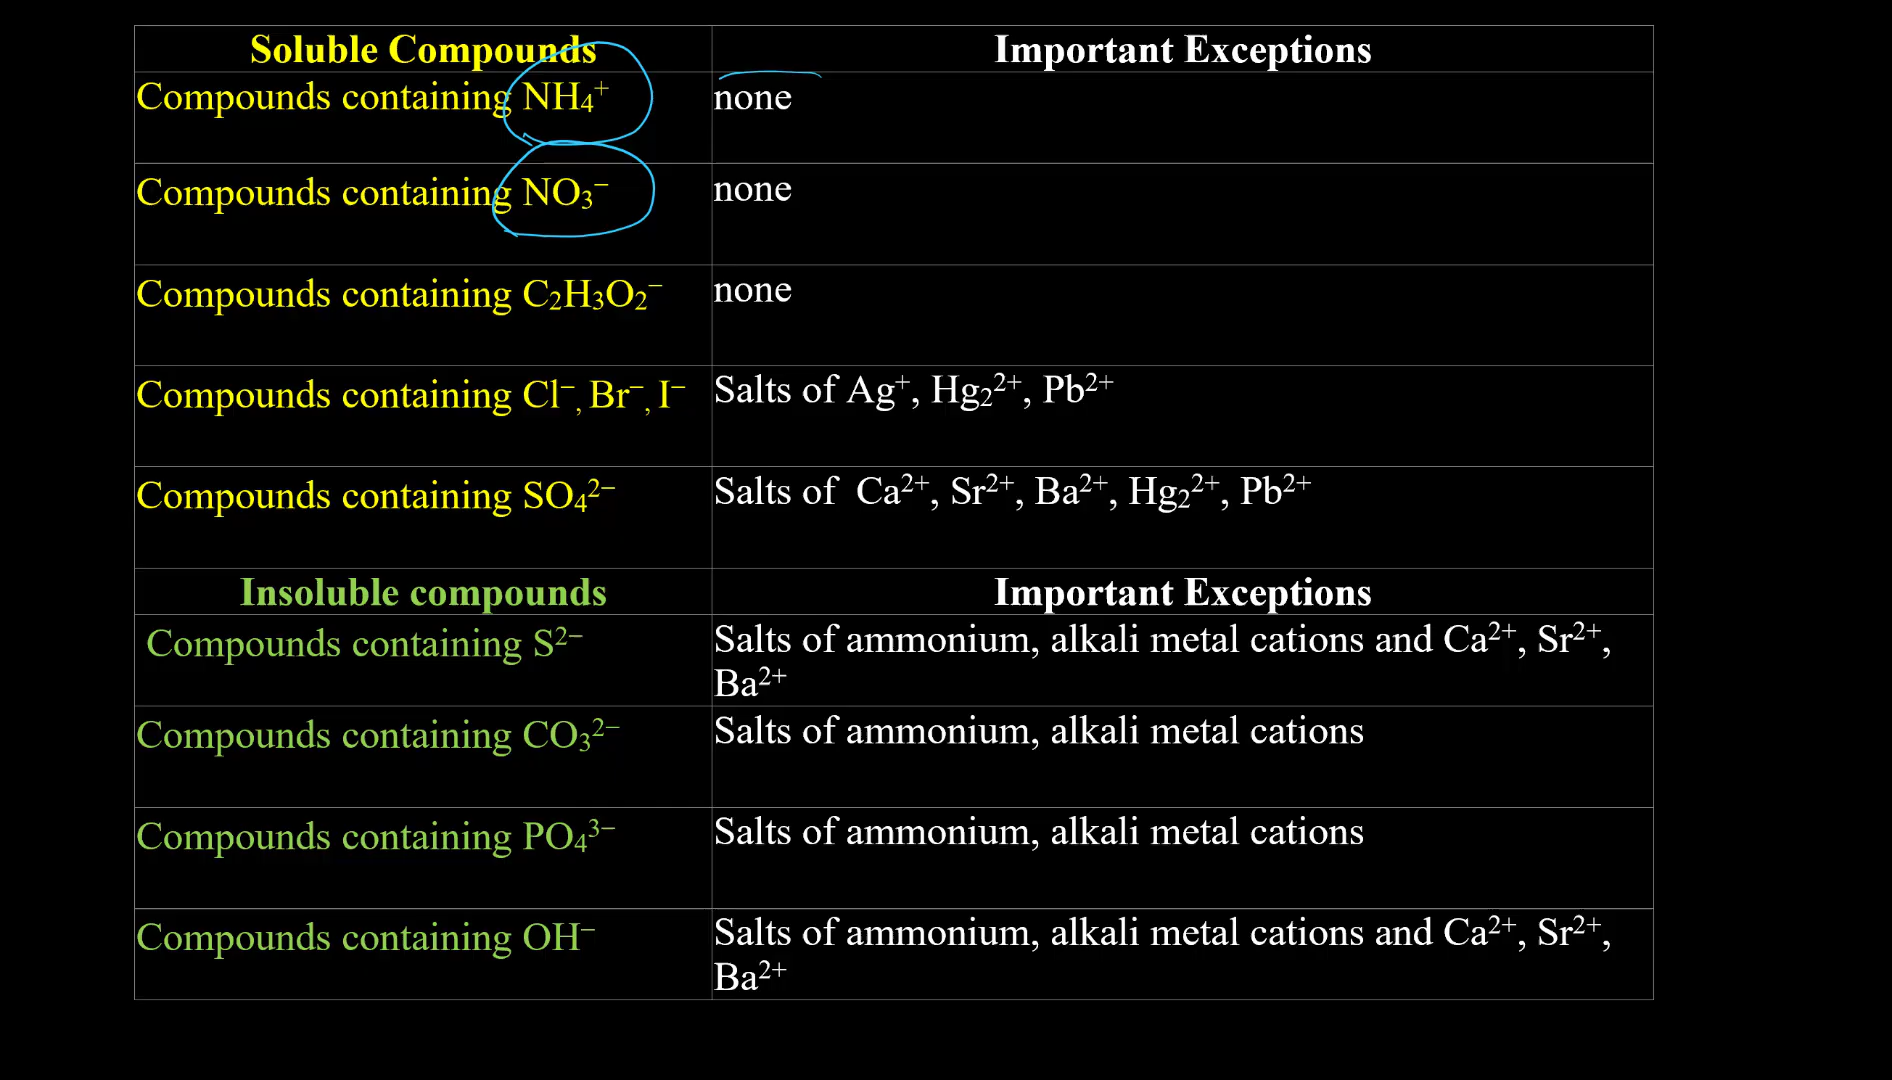 Soluble Compounds Important Exceptions
Compounds containing NH₄⁺ none
Compounds containing NO₃⁻ none
Compounds containing C₂H₃O₂⁻ none
Compounds containing Cl⁻, Br⁻, I⁻ Salts of Ag⁺, Hg₂²⁺, Pb²⁺
Compounds containing SO₄²⁻ Salts of Ca²⁺, Sr²⁺, Ba²⁺, Hg₂²⁺, Pb²⁺
Insoluble compounds Important Exceptions
Compounds containing S²⁻ Salts of ammonium, alkali metal cations and Ca²⁺, Sr²⁺,
Ba²⁺
Compounds containing CO₃²⁻ Salts of ammonium, alkali metal cations
Compounds containing PO₄³⁻ Salts of ammonium, alkali metal cations
Compounds containing OH⁻ Salts of ammonium, alkali metal cations and Ca²⁺, Sr²⁺,
Ba²⁺